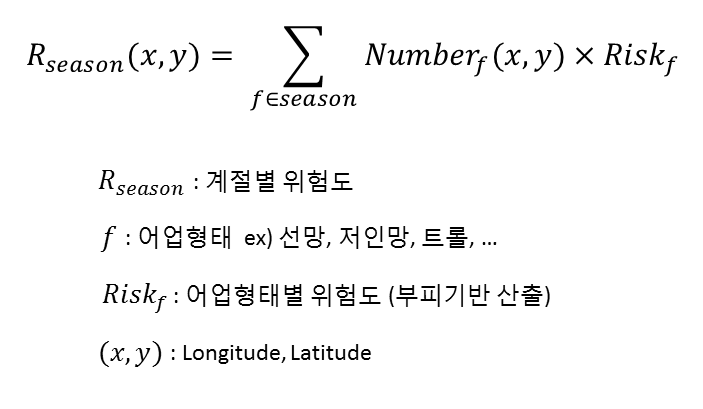 R_season(x, y) = ∑_{f∈season} Number_f(x, y) × Risk_f
R_season : 계절별 위험도
f : 어업형태 ex) 선망, 저인망, 트롤, ...
Risk_f : 어업형태별 위험도 (부피기반 산출)
(x, y) : Longitude, Latitude